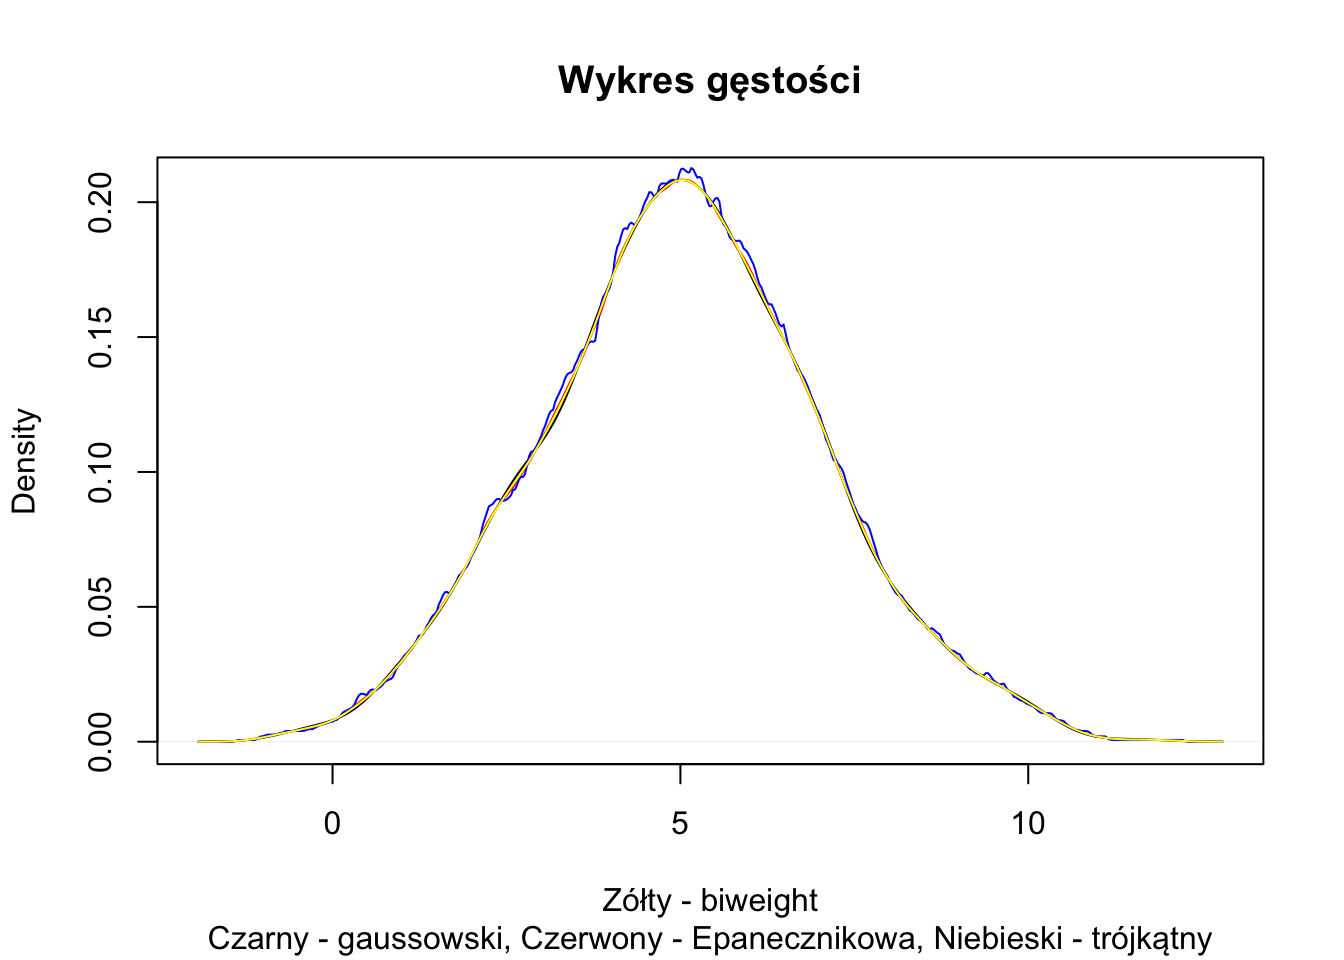 Wykres gęstości
Density
0.00
0.05
0.10
0.15
0.20
0
5
10
Zółty - biweight
Czarny - gaussowski, Czerwony - Epanecznikowa, Niebieski - trójkątny